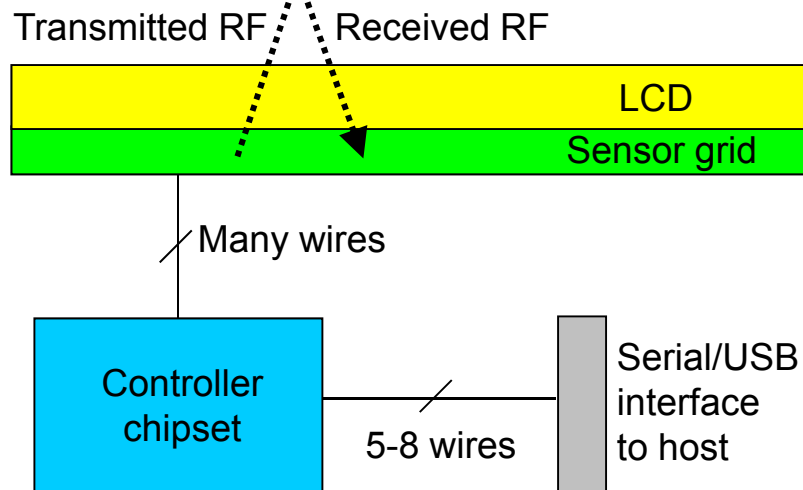 Transmitted RF
Received RF
LCD
Sensor grid
Many wires
Controller
chipset
5-8 wires
Serial/USB
interface
to host